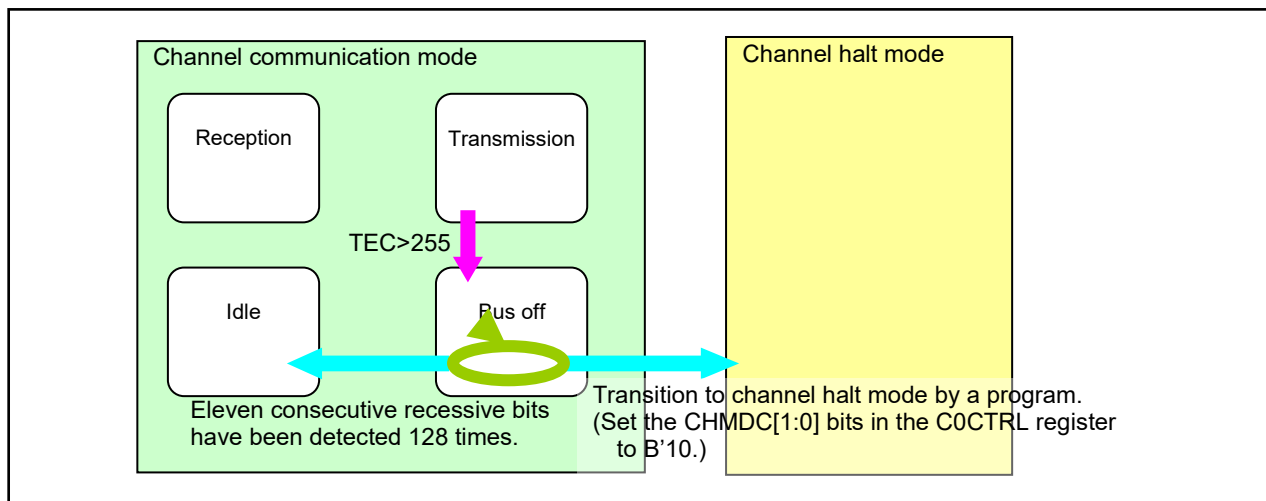 Channel communication mode
Channel halt mode
Reception
Transmission
TEC>255
Idle
Bus off
Eleven consecutive recessive bits
have been detected 128 times.
Transition to channel halt mode by a program.
(Set the CHMDC[1:0] bits in the C0CTRL register
to B’10.)